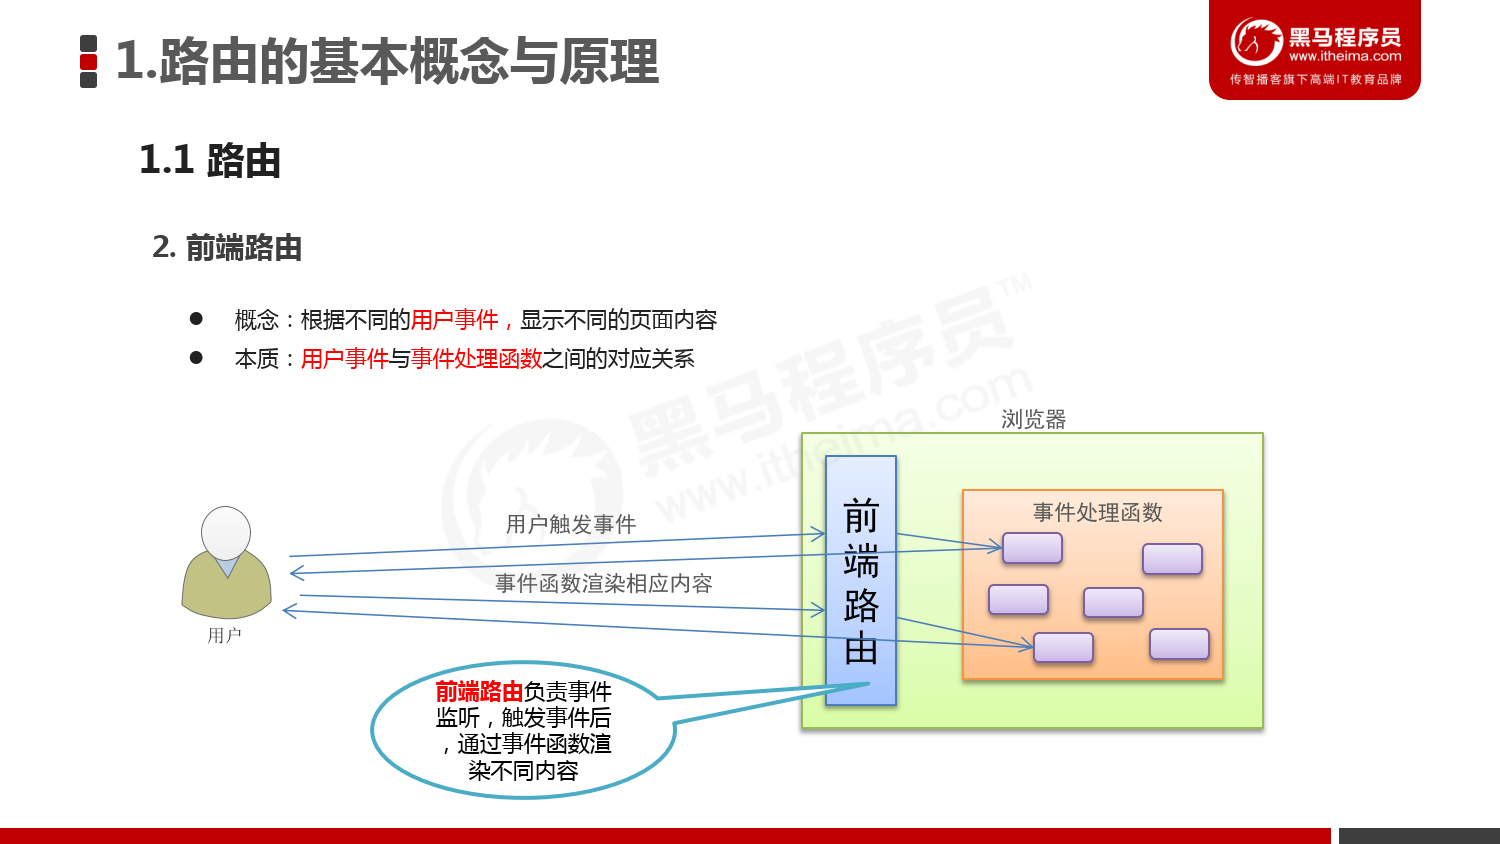 1.路由的基本概念与原理
黑马程序员
www.itheima.com
传智播客旗下高端IT教育品牌
1.1 路由
2. 前端路由
● 概念：根据不同的用户事件，显示不同的页面内容
● 本质：用户事件与事件处理函数之间的对应关系
黑马程序员™
www.itheima.com
浏览器
前端路由
事件处理函数
用户触发事件
事件函数渲染相应内容
用户
前端路由负责事件
监听，触发事件后
，通过事件函数渲
染不同内容